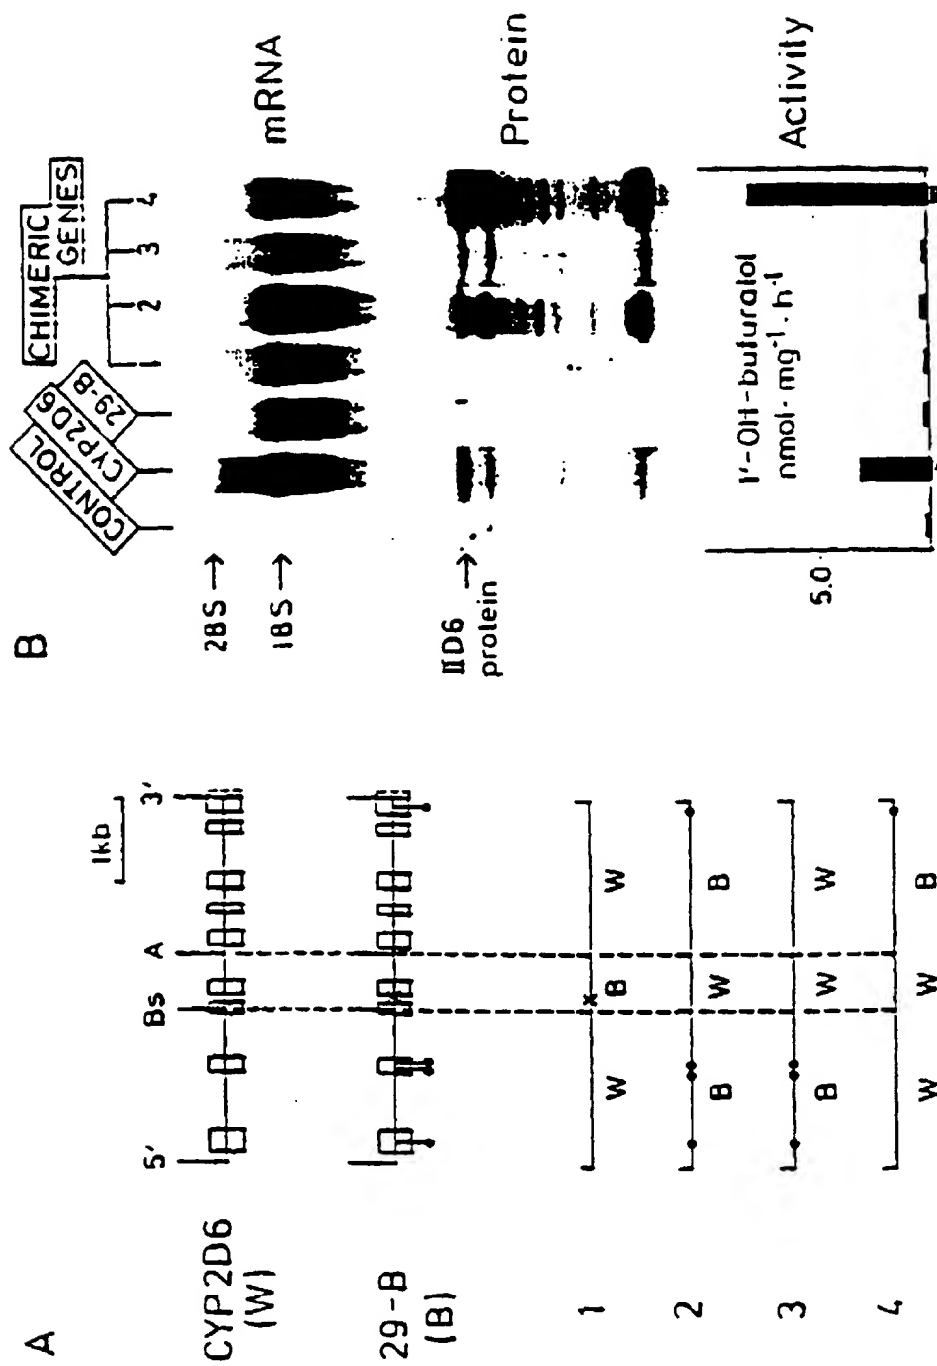 A
5'
Bs
A
3'
1kb
CYP2D6
(W)
29-B
(B)
1
W
B
W
2
B
W
B
3
B
W
W
4
W
W
B
B
CONTROL
CYP2D6
29-B
CHIMERIC
GENES
1
2
3
4
28S →
18S →
mRNA
IID6 →
protein
Protein
5.0
1'-OH-buturalol
nmol·mg⁻¹·h⁻¹
Activity